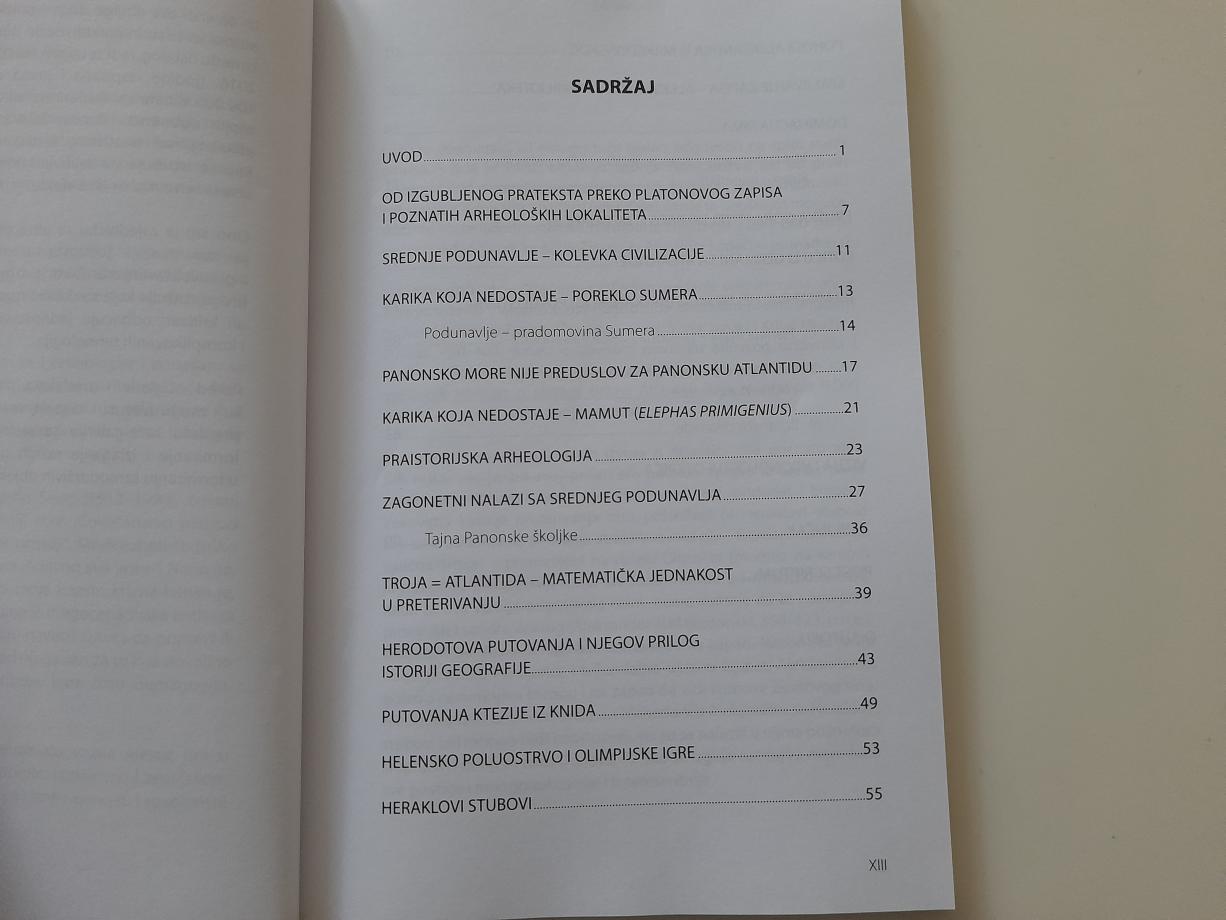 SADRŽAJ
UVOD 1
OD IZGUBLJENOG PRATEKSTA PREKO PLATONOVOG ZAPISA
I POZNATIH ARHEOLOŠKIH LOKALITETA 7
SREDNJE PODUNAVLJE – KOLEVKA CIVILIZACIJE 11
KARIKA KOJA NEDOSTAJE – POREKLO SUMERA 13
Podunavlje – pradomovina Sumera 14
PANONSKO MORE NIJE PREDUSLOV ZA PANONSKU ATLANTIDU 17
KARIKA KOJA NEDOSTAJE – MAMUT (ELEPHAS PRIMIGENIUS) 21
PRAISTORIJSKA ARHEOLOGIJA 23
ZAGONETNI NALAZI SA SREDNJEG PODUNAVLJA 27
Tajna Panonske školjke 36
TROJA = ATLANTIDA – MATEMATIČKA JEDNAKOST
U PRETERIVANJU 39
HERODOTOVA PUTOVANJA I NJEGOV PRILOG
ISTORIJI GEOGRAFIJE 43
PUTOVANJA KTEZIJE IZ KNIDA 49
HELENSKO POLUOSTRVO I OLIMPIJSKE IGRE 53
HERAKLOVI STUBOVI 55
XIII